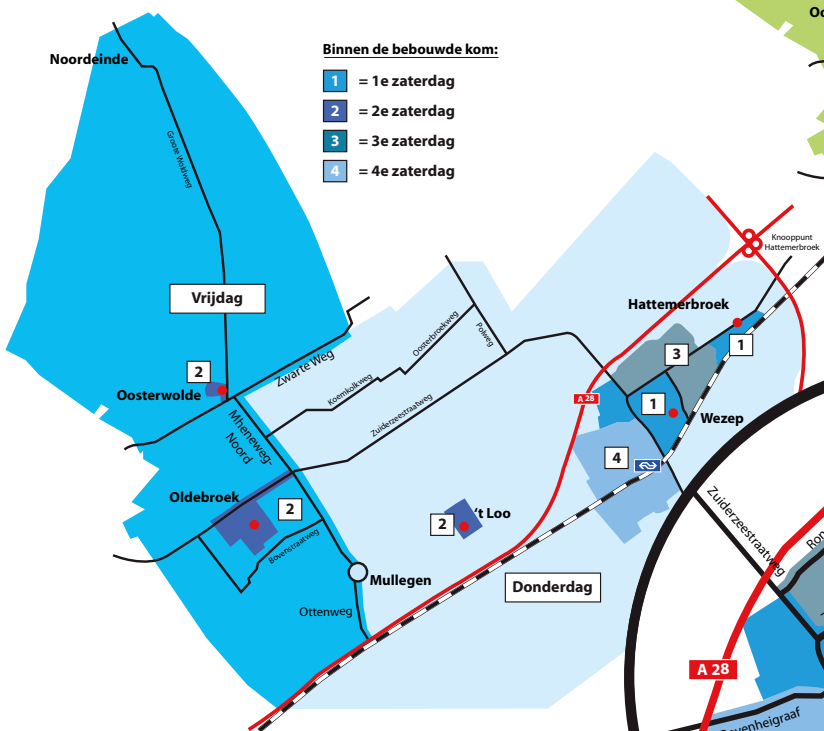 Noordeinde
Binnen de bebouwde kom:
1 = 1e zaterdag
2 = 2e zaterdag
3 = 3e zaterdag
4 = 4e zaterdag
Groote Woldweg
Vrijdag
Knooppunt
Hattemerbroek
Hattemerbroek
Oosterbroekweg
Polweg
1
3
Zwarte Weg
Koemkolkweg
2
Oosterwolde
A 28
1
Wezep
Mheneweg-
Noord
Zuiderzeestraatweg
4
Oldebroek
2
2
't Loo
Zuiderzeestraatweg
Bovenstraatweg
Mullegen
Donderdag
Ottenweg
A 28